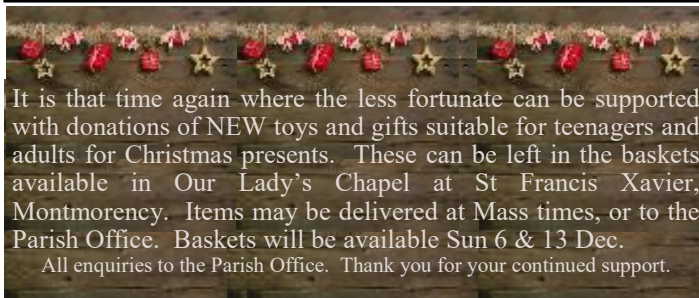 It is that time again where the less fortunate can be supported
with donations of NEW toys and gifts suitable for teenagers and
adults for Christmas presents.  These can be left in the baskets
available in Our Lady’s Chapel at St Francis Xavier,
Montmorency.  Items may be delivered at Mass times, or to the
Parish Office.  Baskets will be available Sun 6 & 13 Dec.
All enquiries to the Parish Office.  Thank you for your continued support.